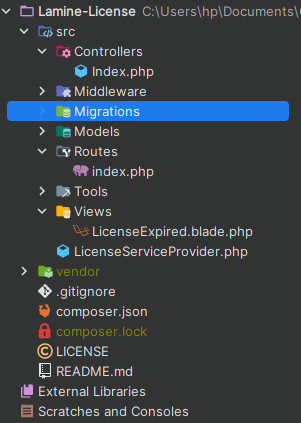 Lamine-License C:\Users\hp\Documents\
src
Controllers
Index.php
Middleware
Migrations
Models
Routes
index.php
Tools
Views
LicenseExpired.blade.php
LicenseServiceProvider.php
vendor
.gitignore
composer.json
composer.lock
LICENSE
README.md
External Libraries
Scratches and Consoles